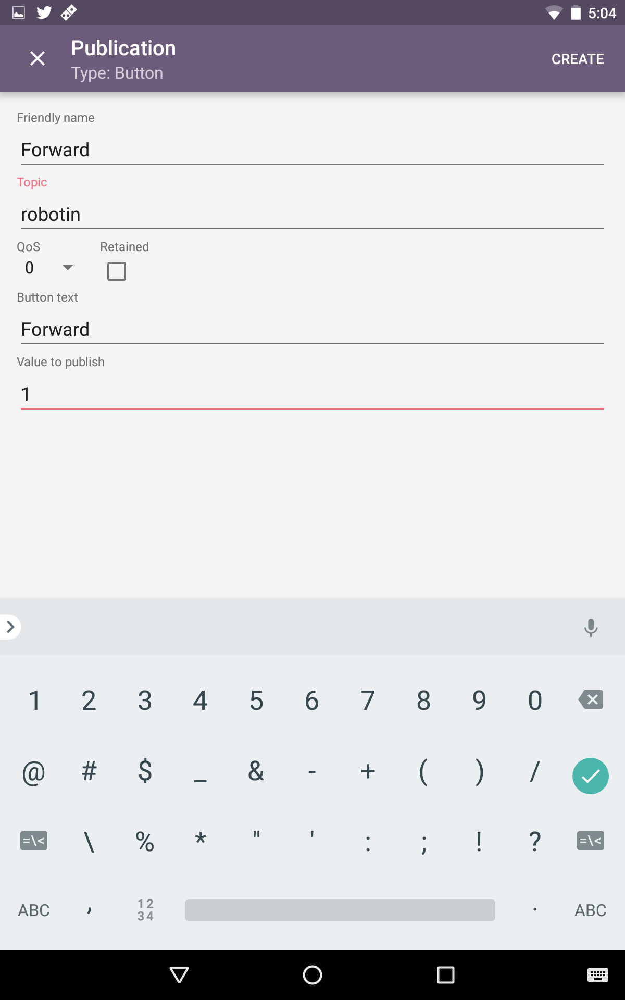 5:04
Publication
Type: Button
CREATE
Friendly name
Forward
Topic
robotin
QoS Retained
0
Button text
Forward
Value to publish
1
1 2 3 4 5 6 7 8 9 0
@ # $ _ & - + ( ) /
=\< \ % * " ' : ; ! ? =\<
ABC , 12 34 . ABC